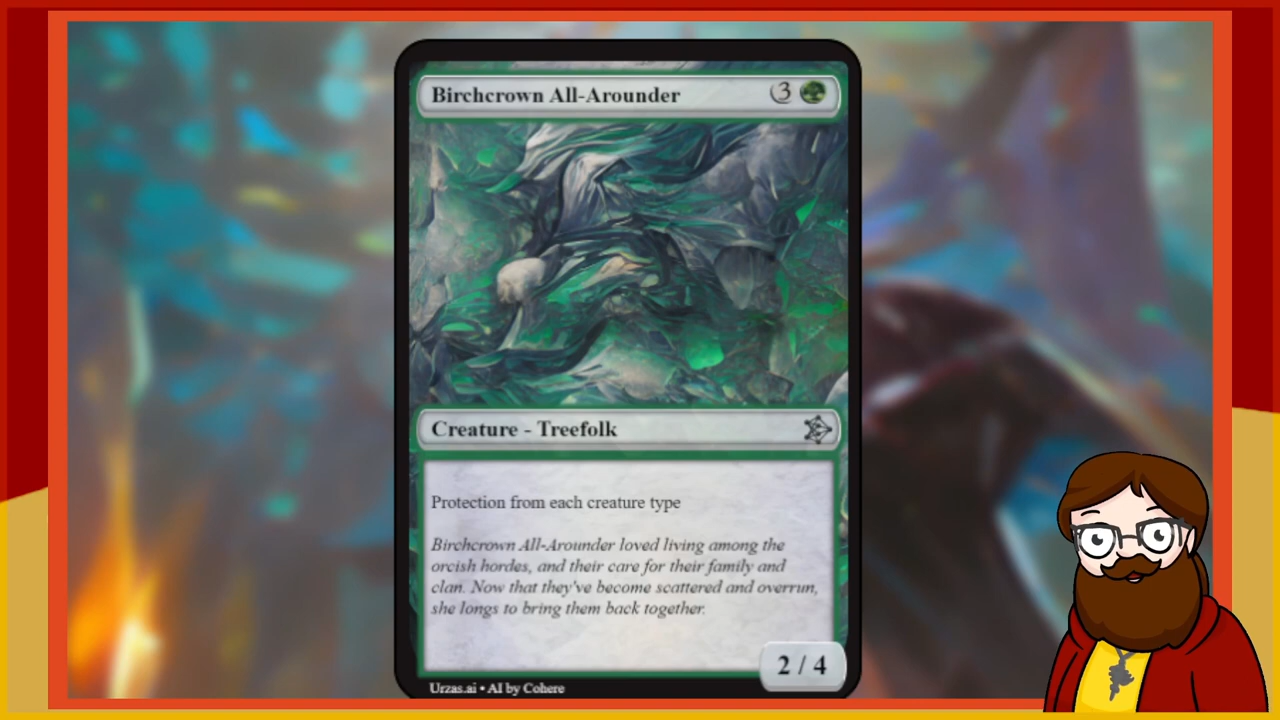 Birchcrown All-Arounder 3
Creature - Treefolk
Protection from each creature type
Birchcrown All-Arounder loved living among the
orcish hordes, and their care for their family and
clan. Now that they've become scattered and overrun,
she longs to bring them back together.
2 / 4
Urzas.ai • AI by Cohere